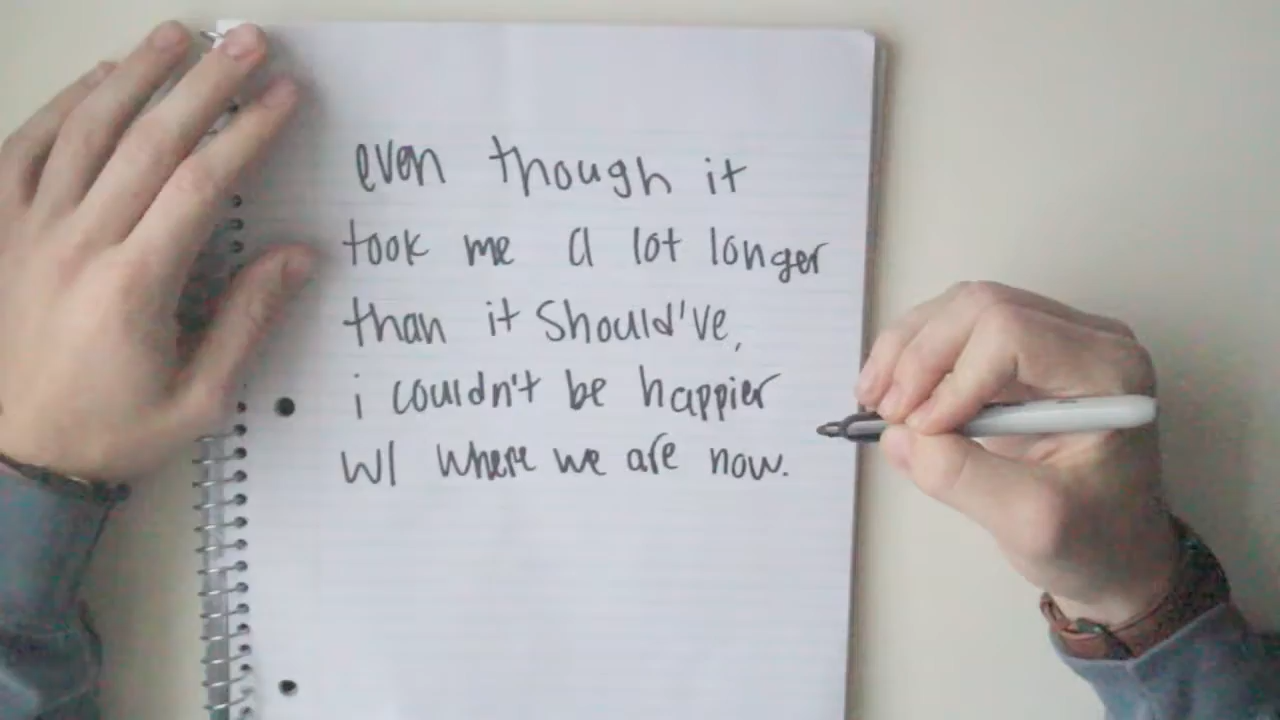 even though it
took me a lot longer
than it should've,
i couldn't be happier
w/ where we are now.